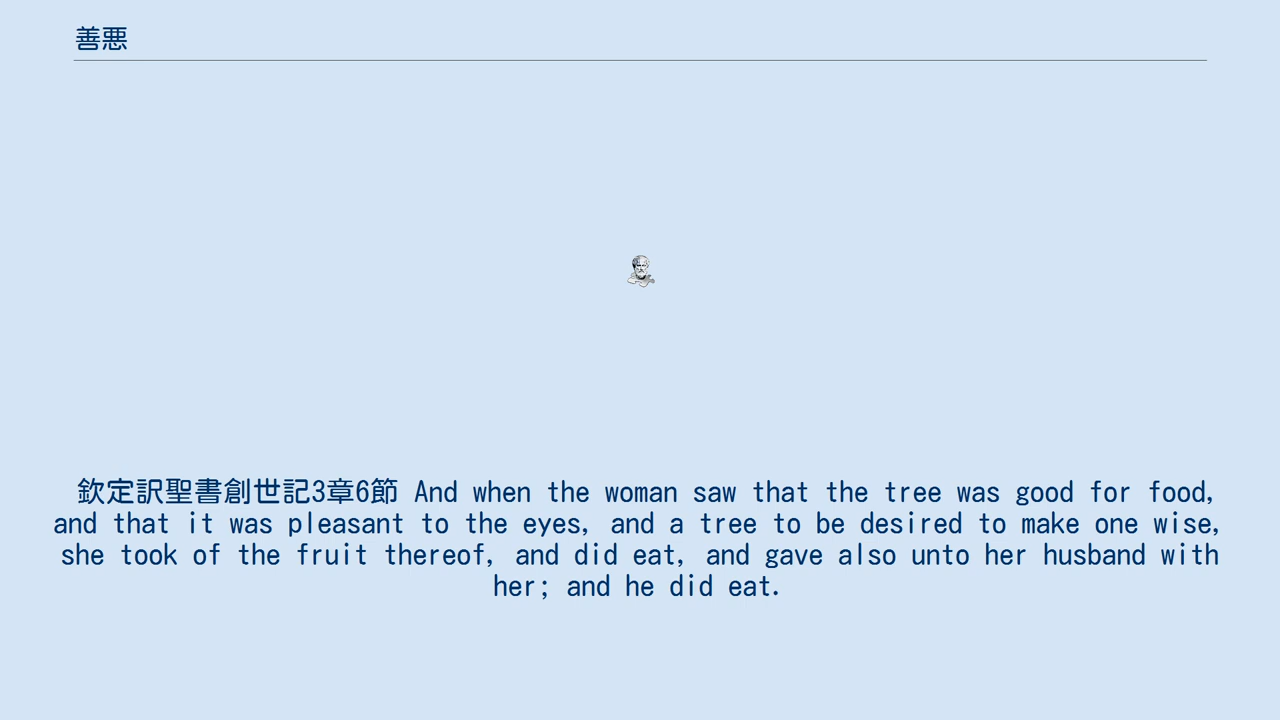 善悪
欽定訳聖書創世記3章6節 And when the woman saw that the tree was good for food,
and that it was pleasant to the eyes, and a tree to be desired to make one wise,
she took of the fruit thereof, and did eat, and gave also unto her husband with
her; and he did eat.